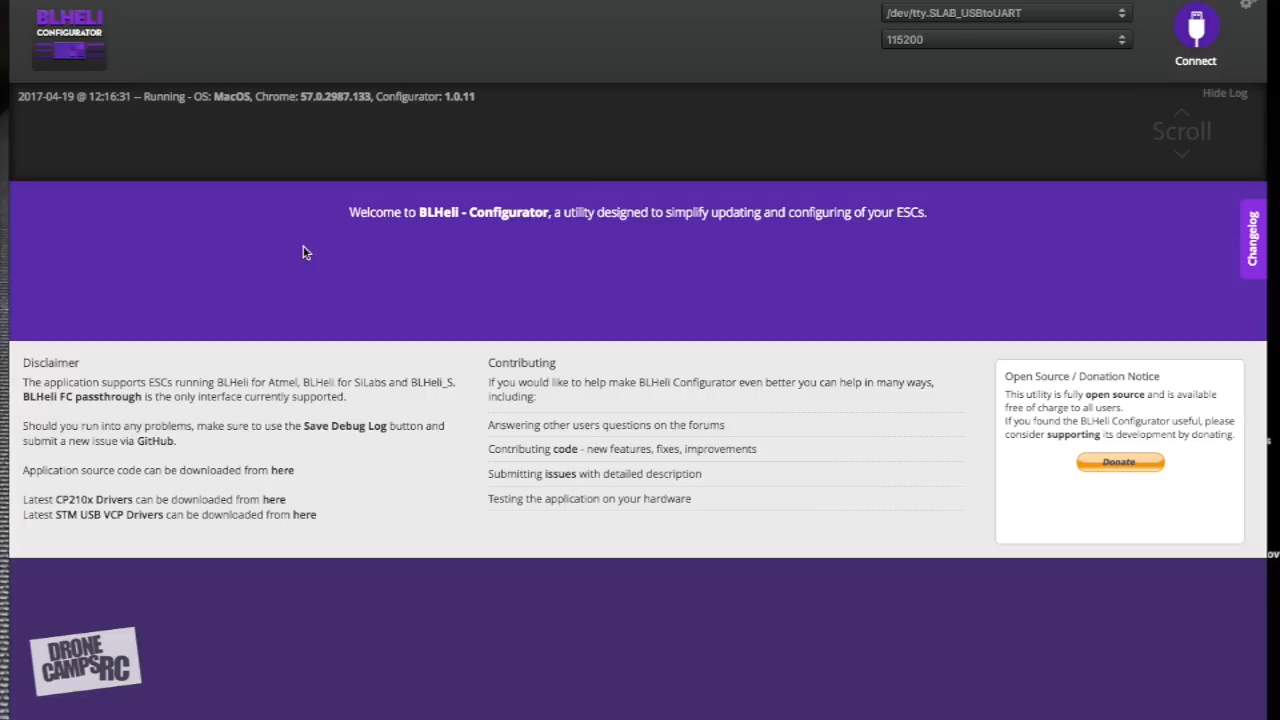 BLHELI
CONFIGURATOR
/dev/tty.SLAB_USBtoUART
115200
Connect
2017-04-19 @ 12:16:31 -- Running - OS: MacOS, Chrome: 57.0.2987.133, Configurator: 1.0.11
Hide Log
Scroll
Welcome to BLHeli - Configurator, a utility designed to simplify updating and configuring of your ESCs.
Changelog
Disclaimer
The application supports ESCs running BLHeli for Atmel, BLHeli for SiLabs and BLHeli_S.
BLHeli FC passthrough is the only interface currently supported.
Should you run into any problems, make sure to use the Save Debug Log button and
submit a new issue via GitHub.
Application source code can be downloaded from here
Latest CP210x Drivers can be downloaded from here
Latest STM USB VCP Drivers can be downloaded from here
Contributing
If you would like to help make BLHeli Configurator even better you can help in many ways,
including:
Answering other users questions on the forums
Contributing code - new features, fixes, improvements
Submitting issues with detailed description
Testing the application on your hardware
Open Source / Donation Notice
This utility is fully open source and is available
free of charge to all users.
If you found the BLHeli Configurator useful, please
consider supporting its development by donating.
Donate
DRONE
CAMPSRC